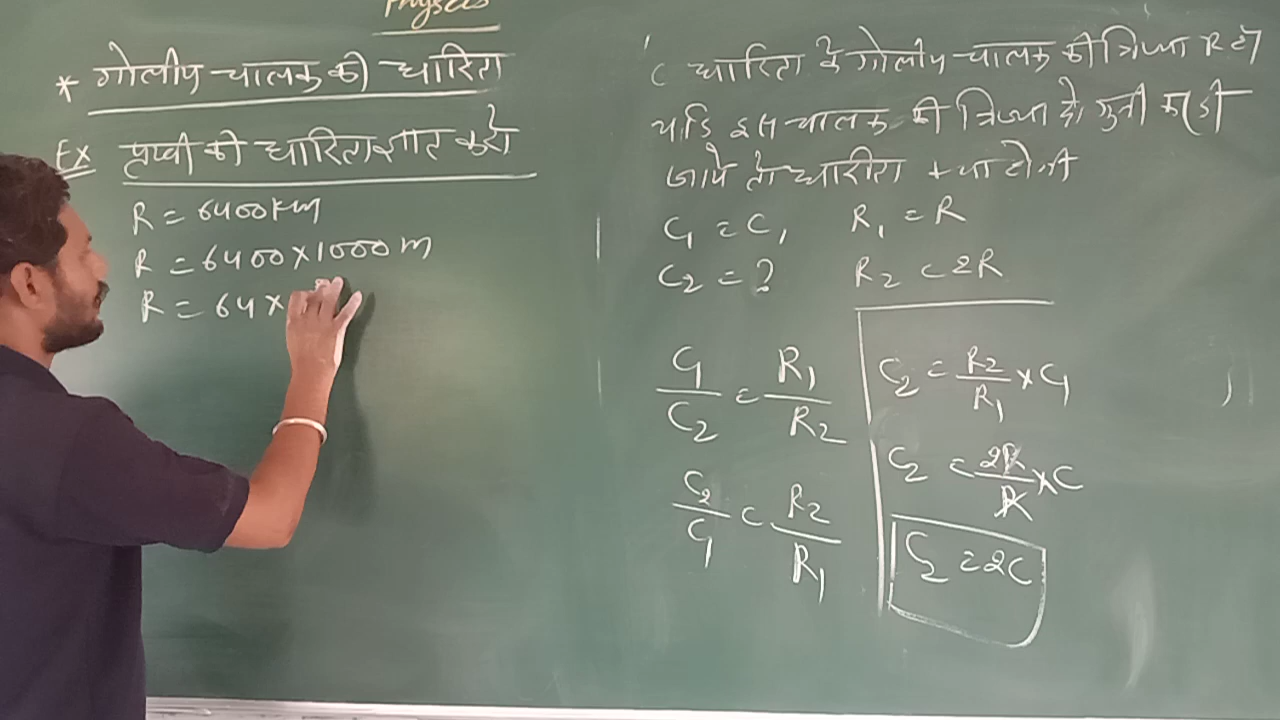 Physics
* गोलीय चालक की धारिता
Ex पृथ्वी की धारिता ज्ञात करो
R = 6400 km
R = 6400 × 1000 m
R = 64 ×
C धारिता के गोलीय चालक की त्रिज्या R है
यदि इस चालक की त्रिज्या दो गुनी कर दी
जाये तो धारिता क्या होगी
C₁ = C, R₁ = R
C₂ = ? R₂ = 2R
C₁/C₂ = R₁/R₂
C₂/C₁ = R₂/R₁
C₂ = R₂/R₁ × C₁
C₂ = 2R/R × C
C₂ = 2C